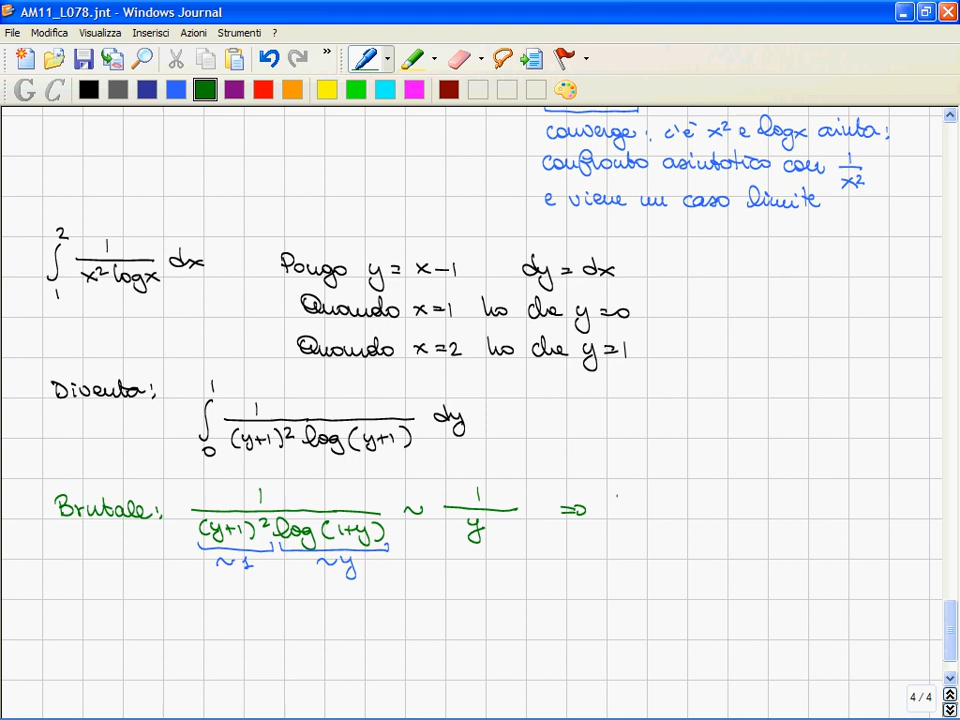 AM11_L078.jnt - Windows Journal
File Modifica Visualizza Inserisci Azioni Strumenti ?
G C
converge: c'è x² e logx aiuta;
confronto asintotico con 1/x²
e viene un caso limite
∫₁² 1/(x² logx) dx Pongo y = x-1 dy = dx
Quando x=1 ho che y=0
Quando x=2 ho che y=1
Diventa:
∫₀¹ 1/((y+1)² log(y+1)) dy
Brutale: 1/((y+1)² log(1+y)) ~ 1/y =>
~1 ~y
4 / 4